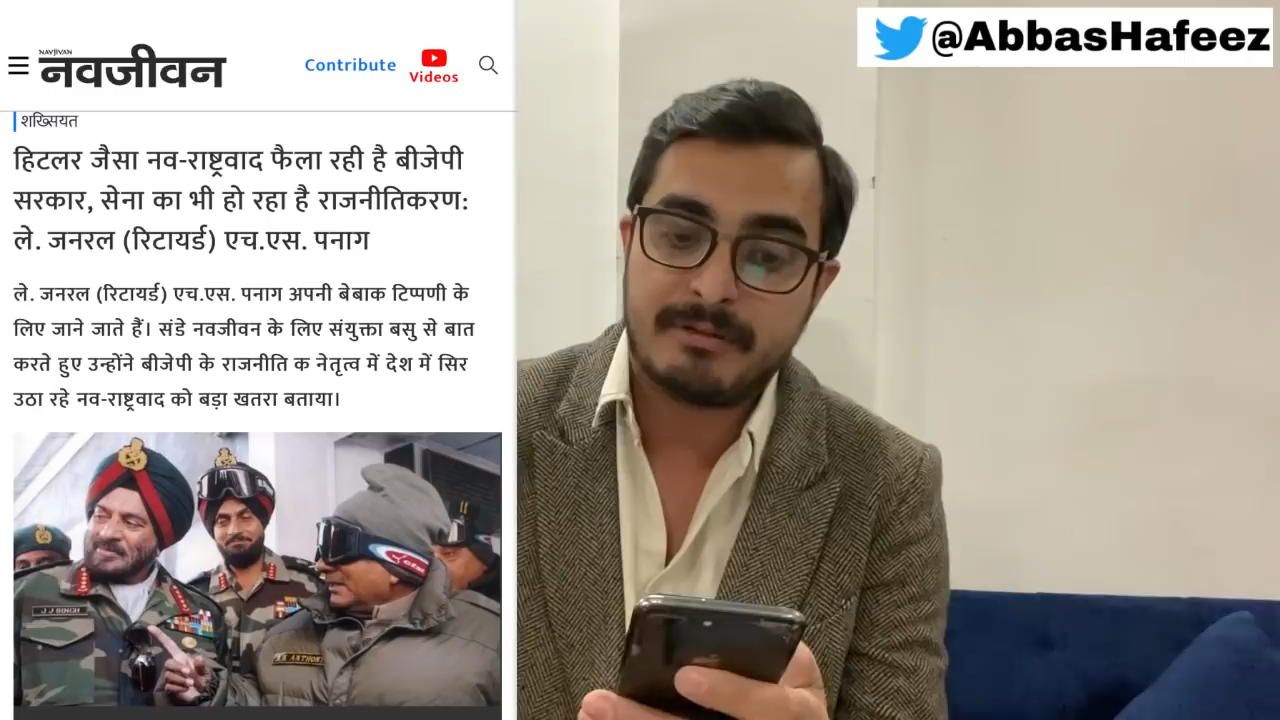 NAVJIVAN
नवजीवन
Contribute
Videos
@AbbasHafeez
शख्सियत
हिटलर जैसा नव-राष्ट्रवाद फैला रही है बीजेपी
सरकार, सेना का भी हो रहा है राजनीतिकरण:
ले. जनरल (रिटायर्ड) एच.एस. पनाग
ले. जनरल (रिटायर्ड) एच.एस. पनाग अपनी बेबाक टिप्पणी के
लिए जाने जाते हैं। संडे नवजीवन के लिए संयुक्ता बसु से बात
करते हुए उन्होंने बीजेपी के राजनीति क नेतृत्व में देश में सिर
उठा रहे नव-राष्ट्रवाद को बड़ा खतरा बताया।
J J SINGH